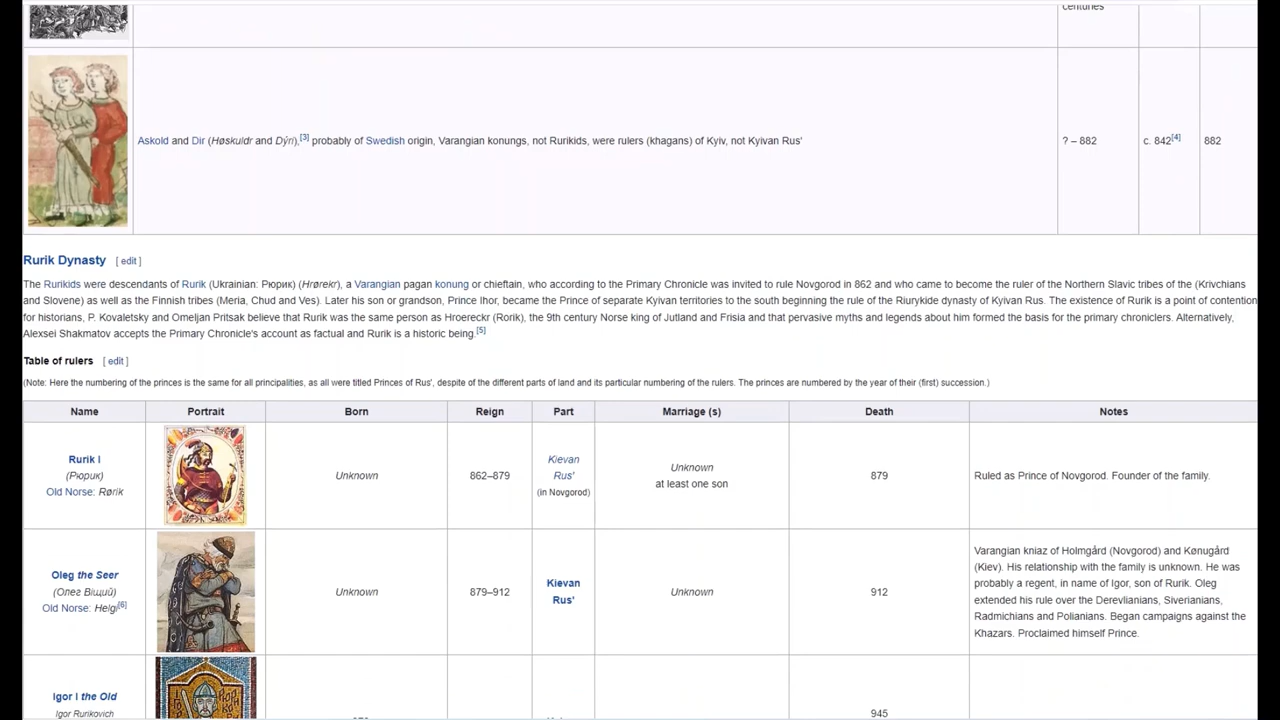 centuries
Askold and Dir (Høskuldr and Dýri),[3] probably of Swedish origin, Varangian konungs, not Rurikids, were rulers (khagans) of Kyiv, not Kyivan Rus'
? – 882
c. 842[4]
882
Rurik Dynasty [ edit ]
The Rurikids were descendants of Rurik (Ukrainian: Рюрик) (Hrørekr), a Varangian pagan konung or chieftain, who according to the Primary Chronicle was invited to rule Novgorod in 862 and who came to become the ruler of the Northern Slavic tribes of the (Krivchians
and Slovene) as well as the Finnish tribes (Meria, Chud and Ves). Later his son or grandson, Prince Ihor, became the Prince of separate Kyivan territories to the south beginning the rule of the Riurykide dynasty of Kyivan Rus. The existence of Rurik is a point of contention
for historians, P. Kovaletsky and Omeljan Pritsak believe that Rurik was the same person as Hroereckr (Rorik), the 9th century Norse king of Jutland and Frisia and that pervasive myths and legends about him formed the basis for the primary chroniclers. Alternatively,
Alexsei Shakmatov accepts the Primary Chronicle's account as factual and Rurik is a historic being.[5]
Table of rulers [ edit ]
(Note: Here the numbering of the princes is the same for all principalities, as all were titled Princes of Rus', despite of the different parts of land and its particular numbering of the rulers. The princes are numbered by the year of their (first) succession.)
Name Portrait Born Reign Part Marriage (s) Death Notes
Rurik I
(Рюрик)
Old Norse: Rørik
Unknown
862–879
Kievan
Rus'
(in Novgorod)
Unknown
at least one son
879
Ruled as Prince of Novgorod. Founder of the family.
Oleg the Seer
(Олег Віщий)
Old Norse: Helgi[6]
Unknown
879–912
Kievan
Rus'
Unknown
912
Varangian kniaz of Holmgård (Novgorod) and Kønugård
(Kiev). His relationship with the family is unknown. He was
probably a regent, in name of Igor, son of Rurik. Oleg
extended his rule over the Derevlianians, Siverianians,
Radmichians and Polianians. Began campaigns against the
Khazars. Proclaimed himself Prince.
Igor I the Old
Igor Rurikovich
945